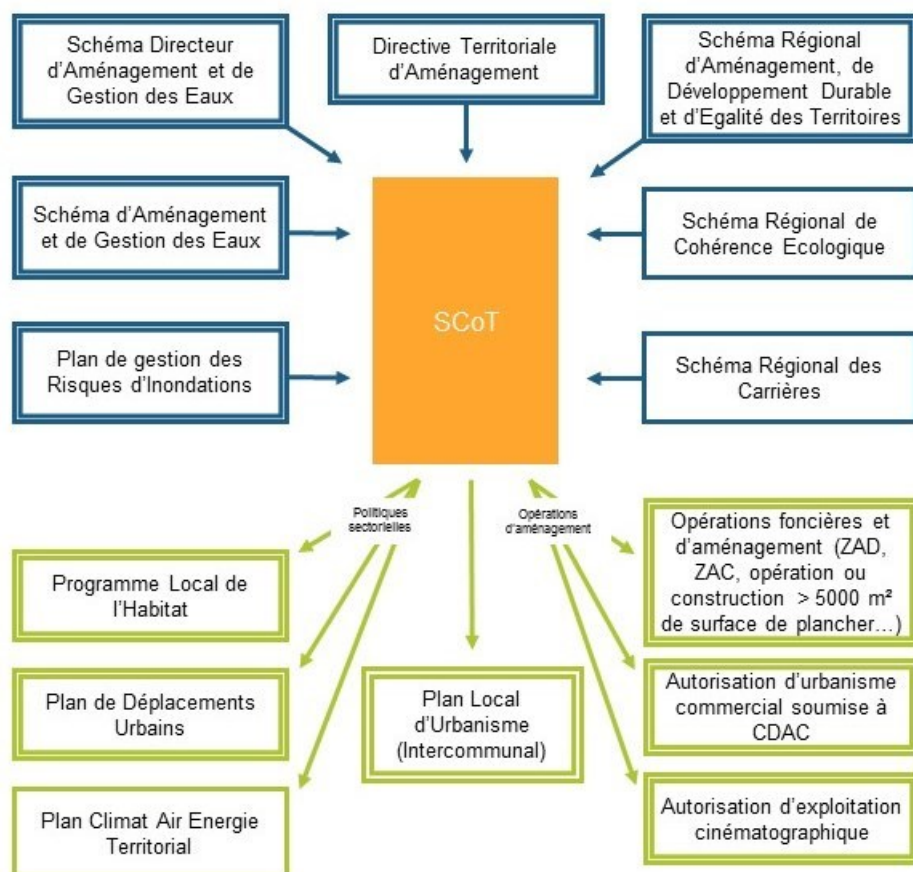 Schéma Directeur
d'Aménagement et de
Gestion des Eaux
Directive Territoriale
d'Aménagement
Schéma Régional
d'Aménagement, de
Développement Durable
et d'Egalité des Territoires
Schéma d'Aménagement
et de Gestion des Eaux
Schéma Régional de
Cohérence Ecologique
SCoT
Plan de gestion des
Risques d'Inondations
Schéma Régional des
Carrières
Politiques
sectorielles
Opérations
d'aménagement
Programme Local de
l'Habitat
Opérations foncières et
d'aménagement (ZAD,
ZAC, opération ou
construction > 5000 m²
de surface de plancher...)
Plan de Déplacements
Urbains
Plan Local
d'Urbanisme
(Intercommunal)
Autorisation d'urbanisme
commercial soumise à
CDAC
Plan Climat Air Energie
Territorial
Autorisation d'exploitation
cinématographique